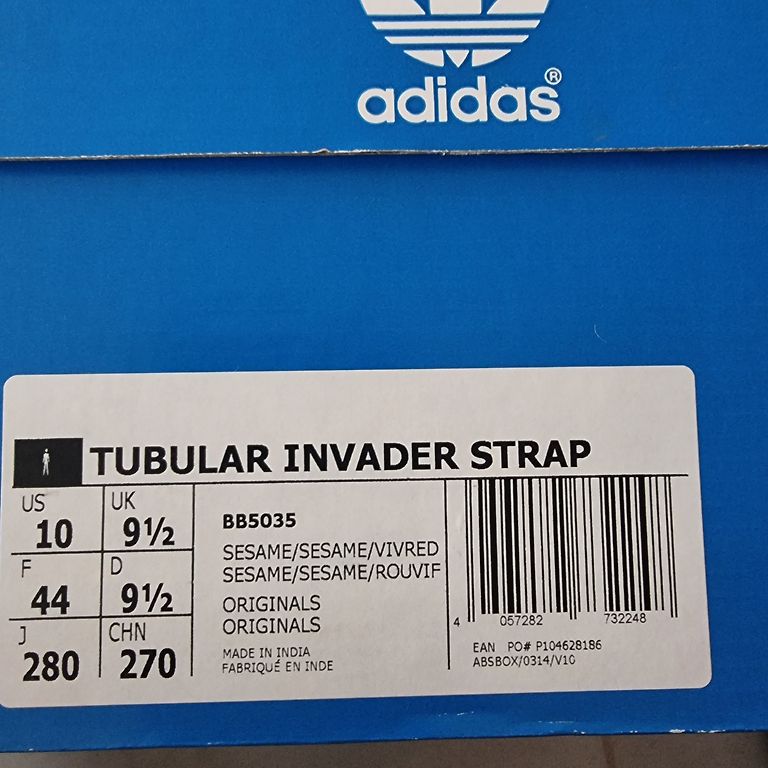 adidas®
TUBULAR INVADER STRAP
US 10
UK 9½
F 44
D 9½
J 280
CHN 270
BB5035
SESAME/SESAME/VIVRED
SESAME/SESAME/ROUVIF
ORIGINALS
ORIGINALS
MADE IN INDIA
FABRIQUÉ EN INDE
4 057282 732248
EAN PO# P104628186
ABSBOX/0314/V10